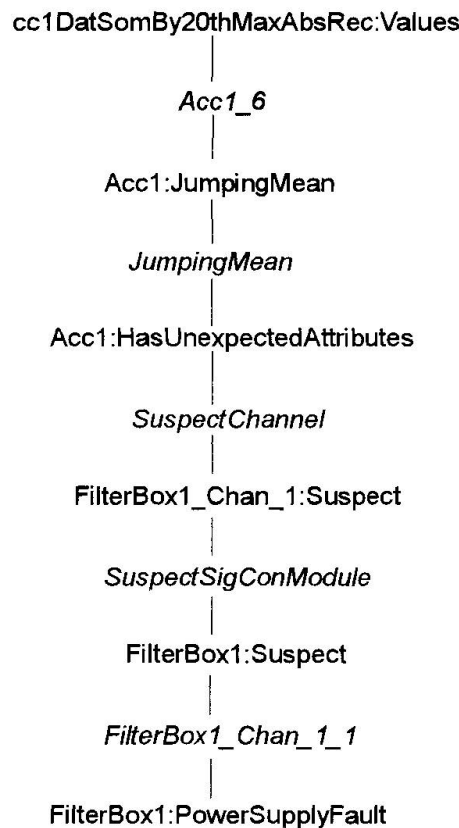 cc1DatSomBy20thMaxAbsRec:Values
Acc1_6
Acc1:JumpingMean
JumpingMean
Acc1:HasUnexpectedAttributes
SuspectChannel
FilterBox1_Chan_1:Suspect
SuspectSigConModule
FilterBox1:Suspect
FilterBox1_Chan_1_1
FilterBox1:PowerSupplyFault